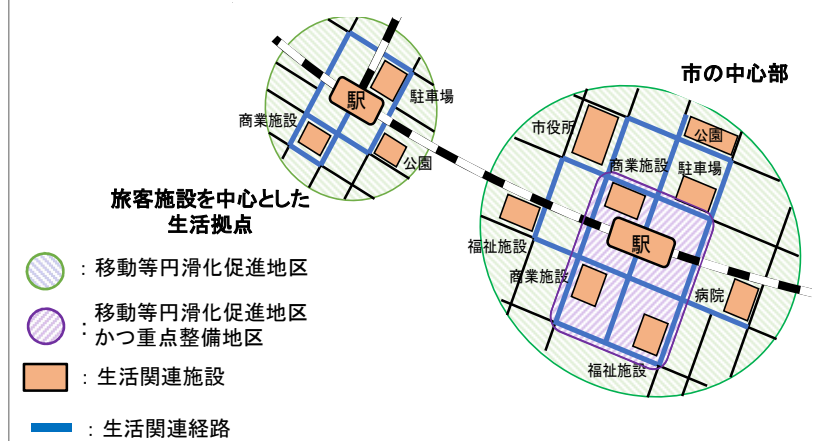 市の中心部
駅
駐車場
商業施設
公園
市役所
公園
商業施設
駐車場
福祉施設
駅
商業施設
病院
福祉施設
旅客施設を中心とした
生活拠点
：移動等円滑化促進地区
：移動等円滑化促進地区
かつ重点整備地区
：生活関連施設
：生活関連経路